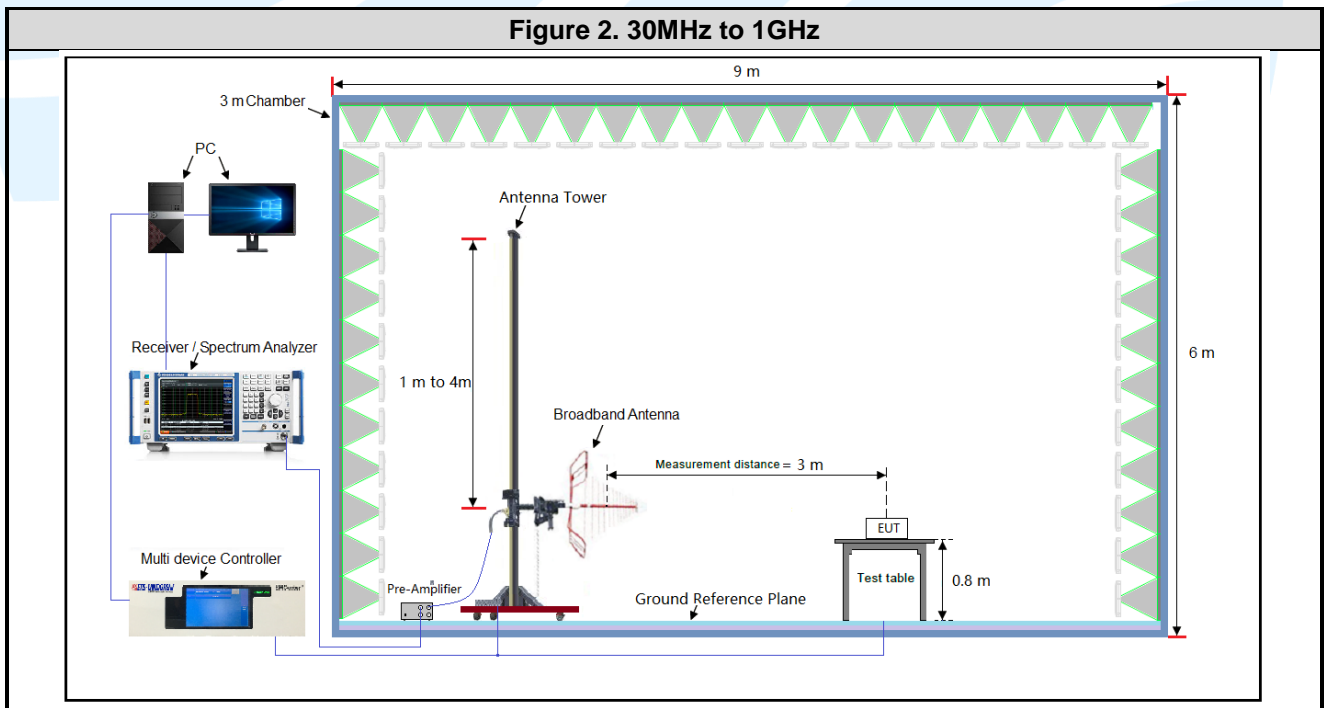 Figure 2. 30MHz to 1GHz
9 m
3 m Chamber
PC
Antenna Tower
Receiver / Spectrum Analyzer
1 m to 4m
6 m
Broadband Antenna
Measurement distance = 3 m
EUT
Multi device Controller
Pre-Amplifier
Test table
0.8 m
Ground Reference Plane